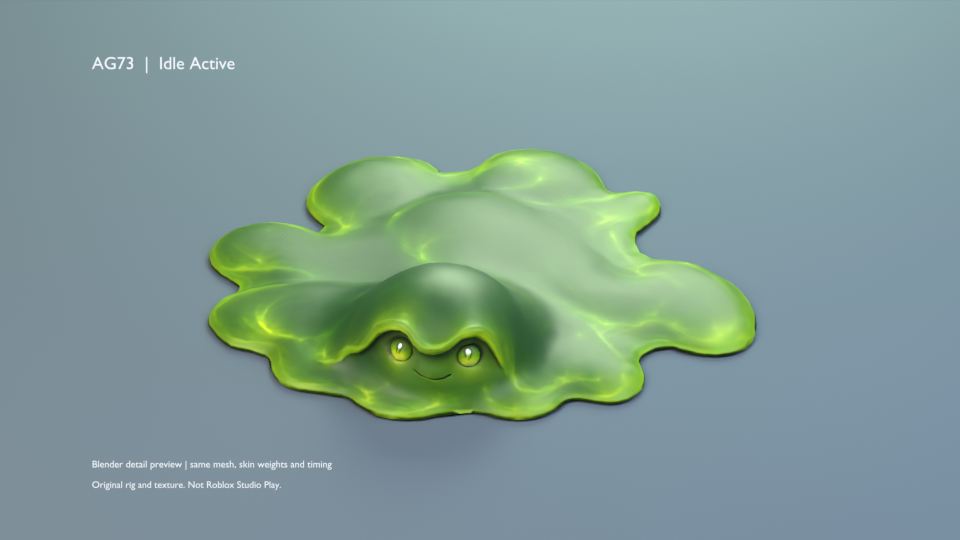 AG73 | Idle Active
Blender detail preview | same mesh, skin weights and timing
Original rig and texture. Not Roblox Studio Play.